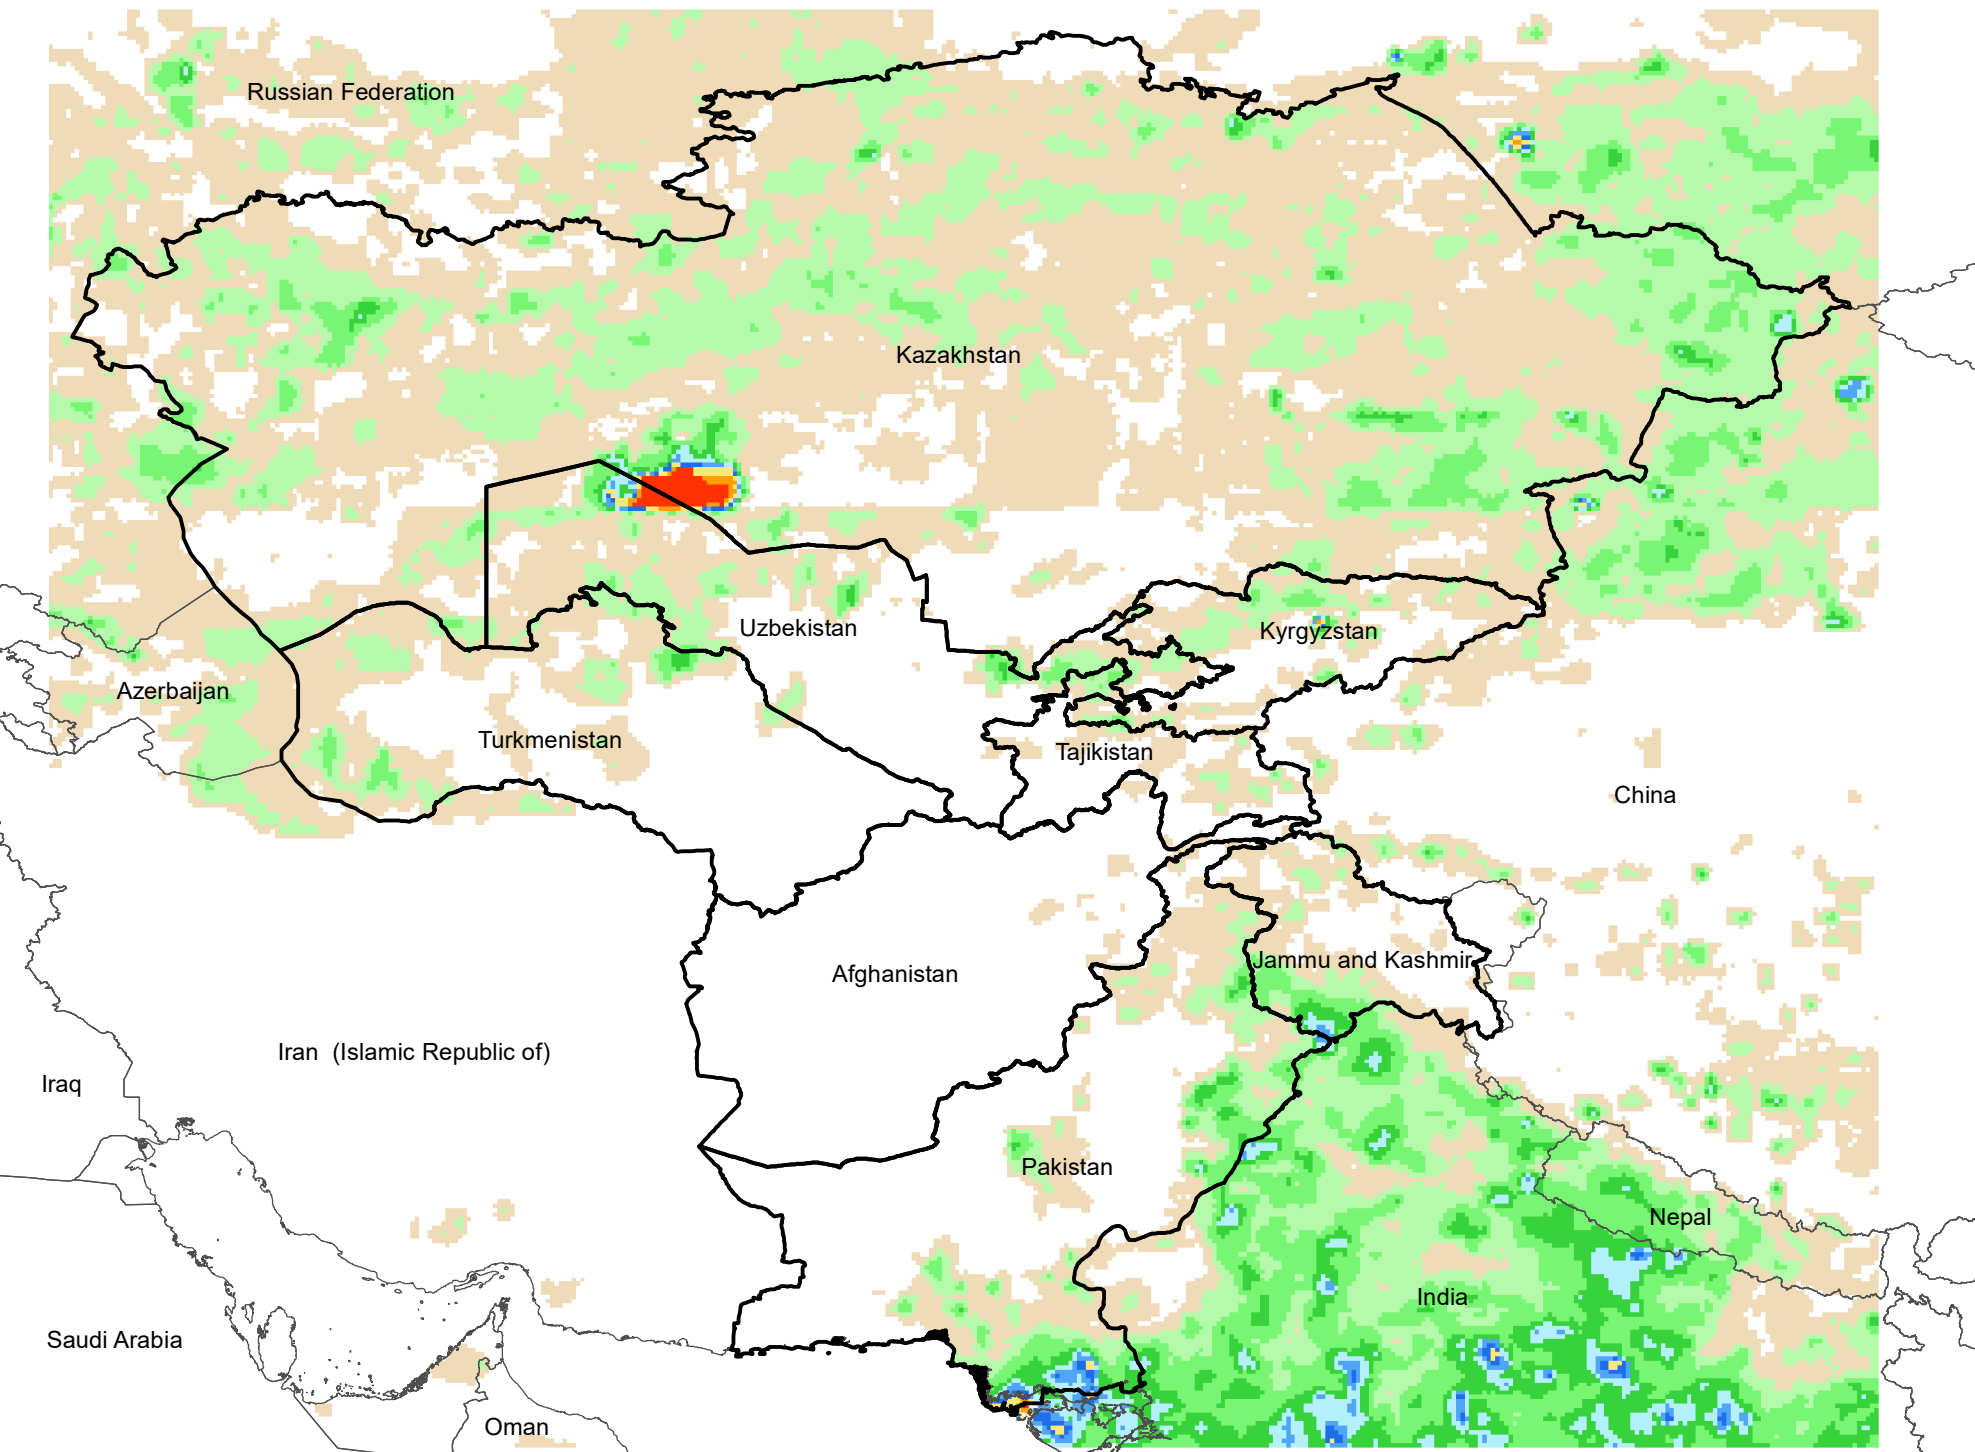 Russian Federation
Kazakhstan
Uzbekistan
Kyrgyzstan
Azerbaijan
Turkmenistan
Tajikistan
China
Jammu and Kashmir
Afghanistan
Iran  (Islamic Republic of)
Iraq
Pakistan
Nepal
India
Saudi Arabia
Oman